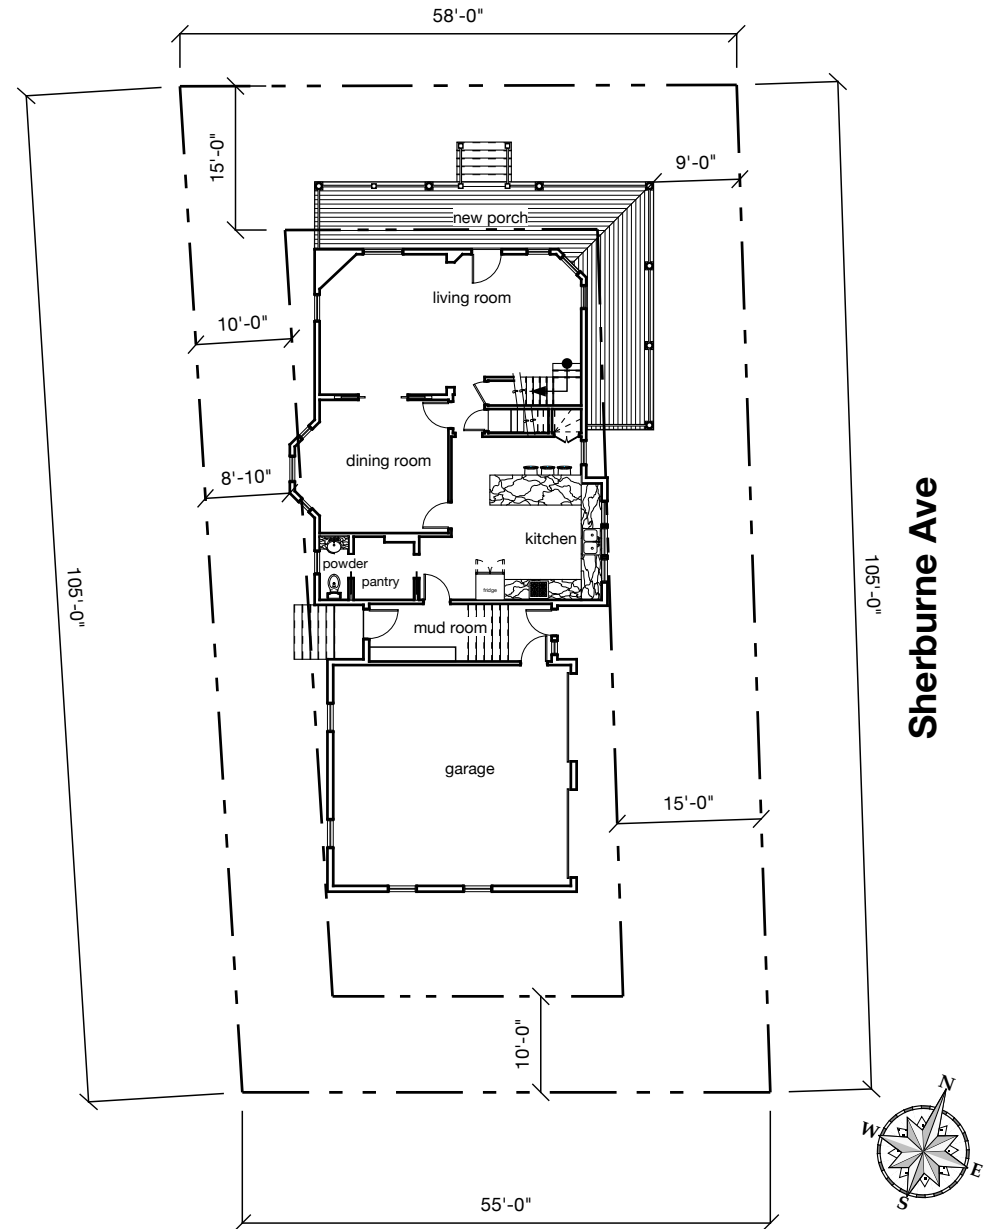 58'-0"
15'-0"
9'-0"
new porch
living room
10'-0"
dining room
8'-10"
kitchen
powder
pantry
fridge
105'-0"
105'-0"
Sherburne Ave
mud room
garage
15'-0"
10'-0"
N
W
E
S
55'-0"